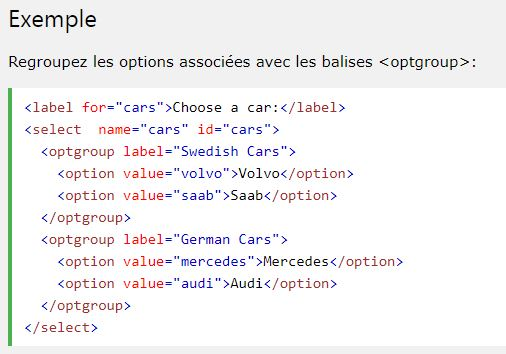 Exemple
Regroupez les options associées avec les balises <optgroup>:
<label for="cars">Choose a car:</label>
<select  name="cars" id="cars">
  <optgroup label="Swedish Cars">
    <option value="volvo">Volvo</option>
    <option value="saab">Saab</option>
  </optgroup>
  <optgroup label="German Cars">
    <option value="mercedes">Mercedes</option>
    <option value="audi">Audi</option>
  </optgroup>
</select>